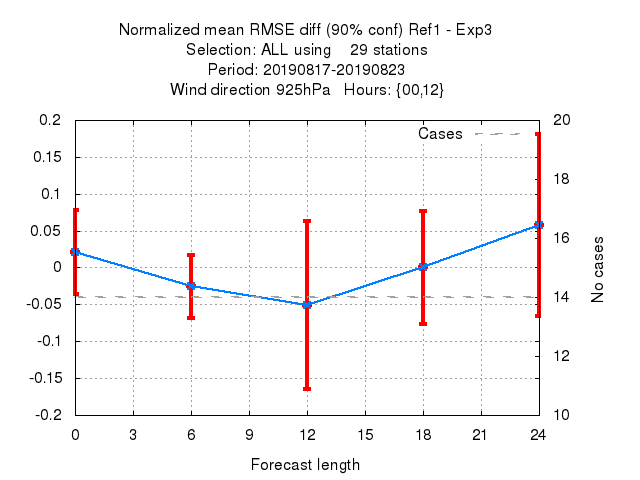 Normalized mean RMSE diff (90% conf) Ref1 - Exp3
Selection: ALL using    29 stations
Period: 20190817-20190823
Wind direction 925hPa   Hours: {00,12}
Cases
0.2
0.15
0.1
0.05
0
-0.05
-0.1
-0.15
-0.2
20
18
16
14
12
10
No cases
0 3 6 9 12 15 18 21 24
Forecast length